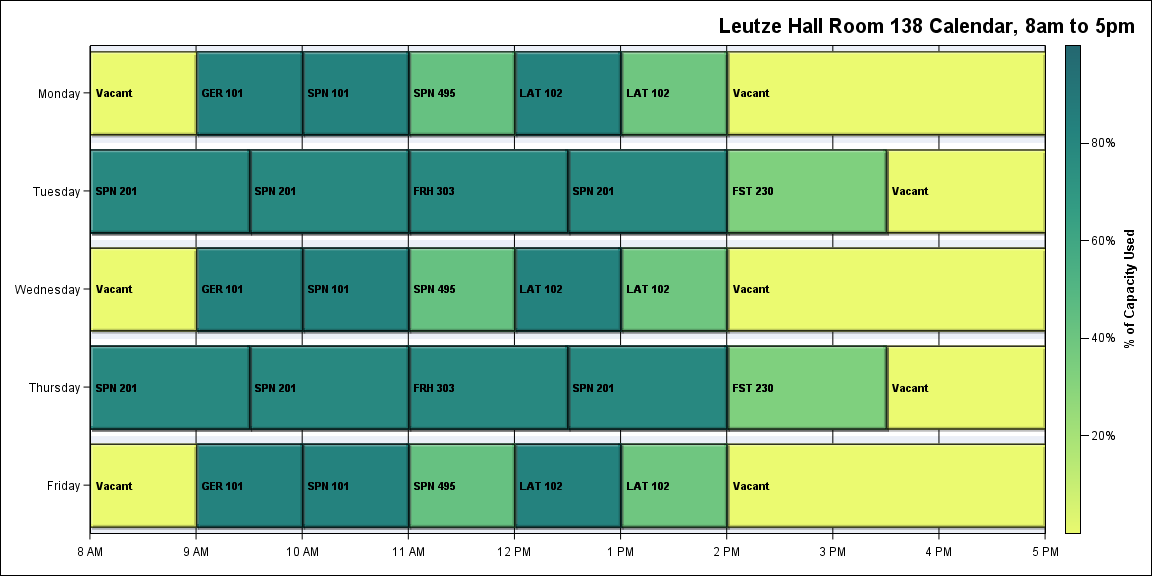 Leutze Hall Room 138 Calendar, 8am to 5pm
Monday
Vacant
GER 101
SPN 101
SPN 495
LAT 102
LAT 102
Vacant
Tuesday
SPN 201
SPN 201
FRH 303
SPN 201
FST 230
Vacant
Wednesday
Vacant
GER 101
SPN 101
SPN 495
LAT 102
LAT 102
Vacant
Thursday
SPN 201
SPN 201
FRH 303
SPN 201
FST 230
Vacant
Friday
Vacant
GER 101
SPN 101
SPN 495
LAT 102
LAT 102
Vacant
8 AM
9 AM
10 AM
11 AM
12 PM
1 PM
2 PM
3 PM
4 PM
5 PM
80%
60%
40%
20%
% of Capacity Used